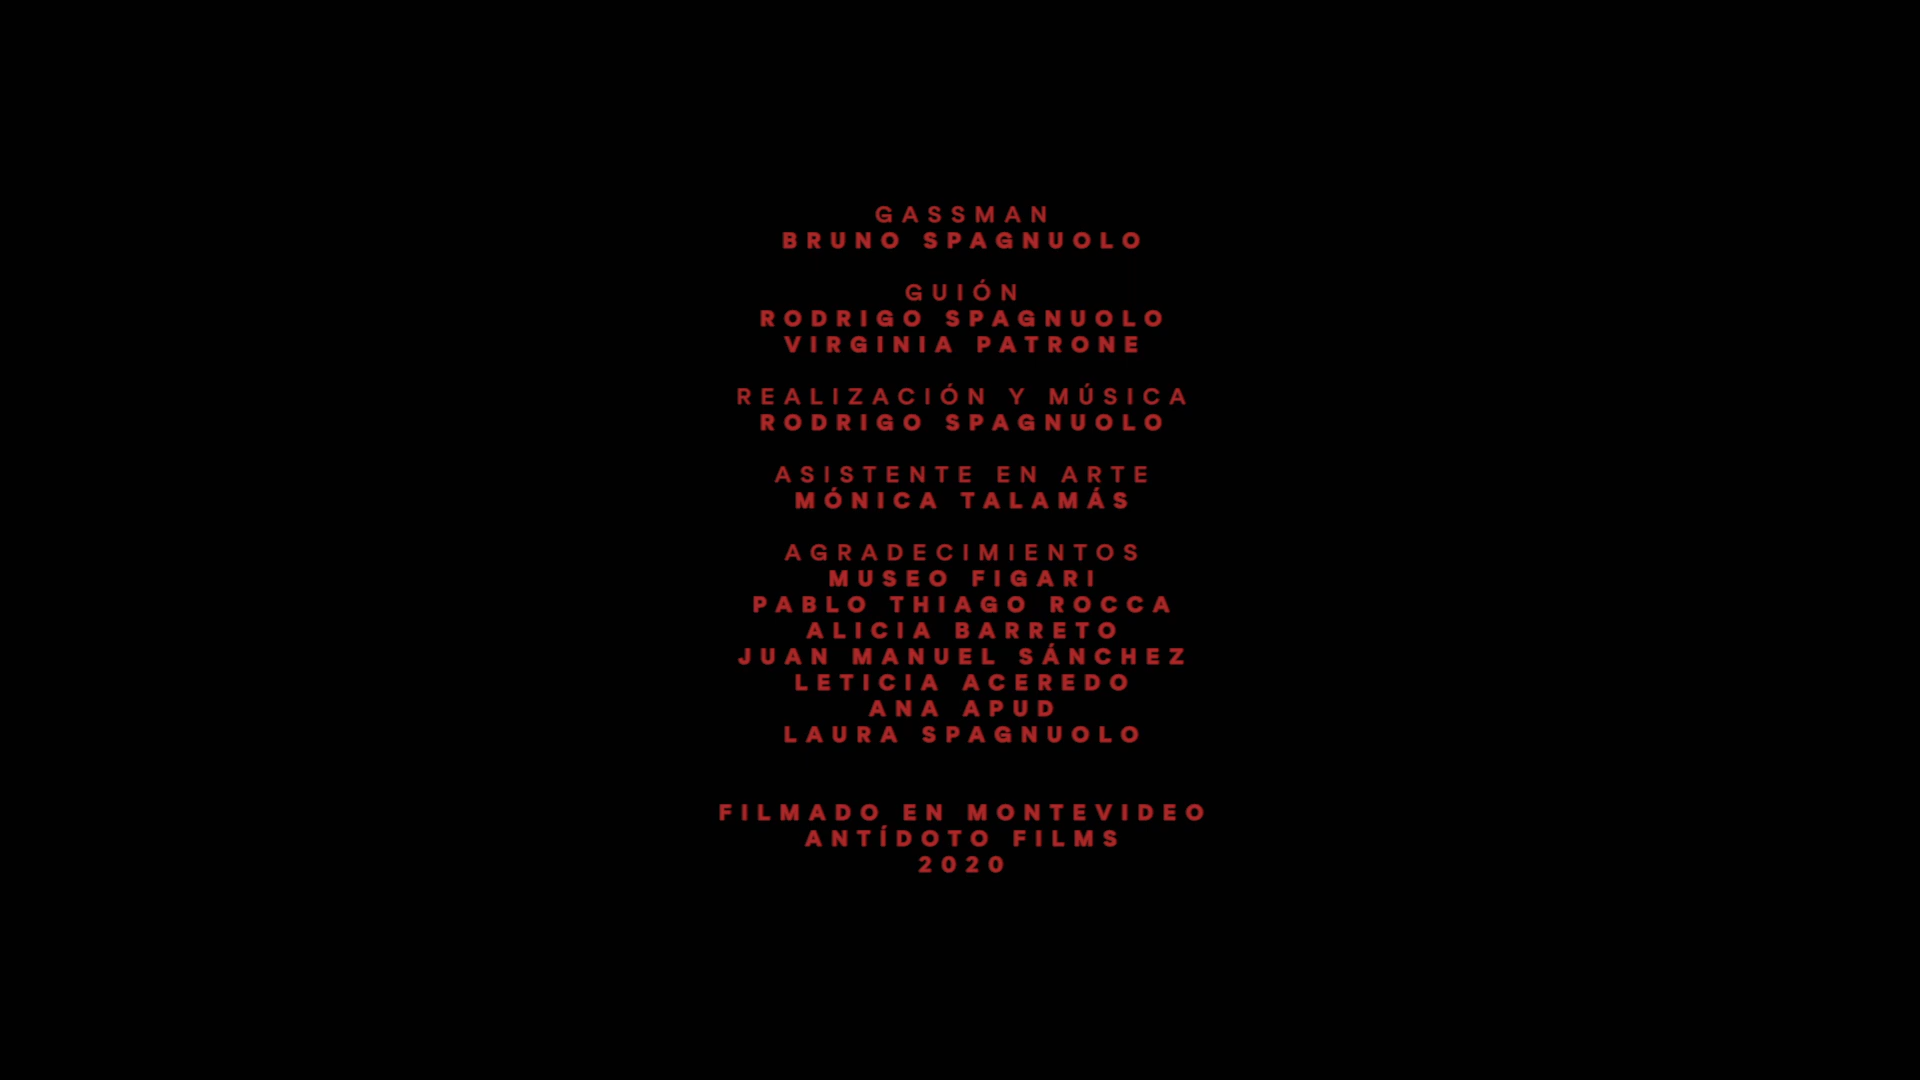 GASSMAN
BRUNO SPAGNUOLO
GUIÓN
RODRIGO SPAGNUOLO
VIRGINIA PATRONE
REALIZACIÓN Y MÚSICA
RODRIGO SPAGNUOLO
ASISTENTE EN ARTE
MÓNICA TALAMÁS
AGRADECIMIENTOS
MUSEO FIGARI
PABLO THIAGO ROCCA
ALICIA BARRETO
JUAN MANUEL SÁNCHEZ
LETICIA ACEREDO
ANA APUD
LAURA SPAGNUOLO
FILMADO EN MONTEVIDEO
ANTÍDOTO FILMS
2020